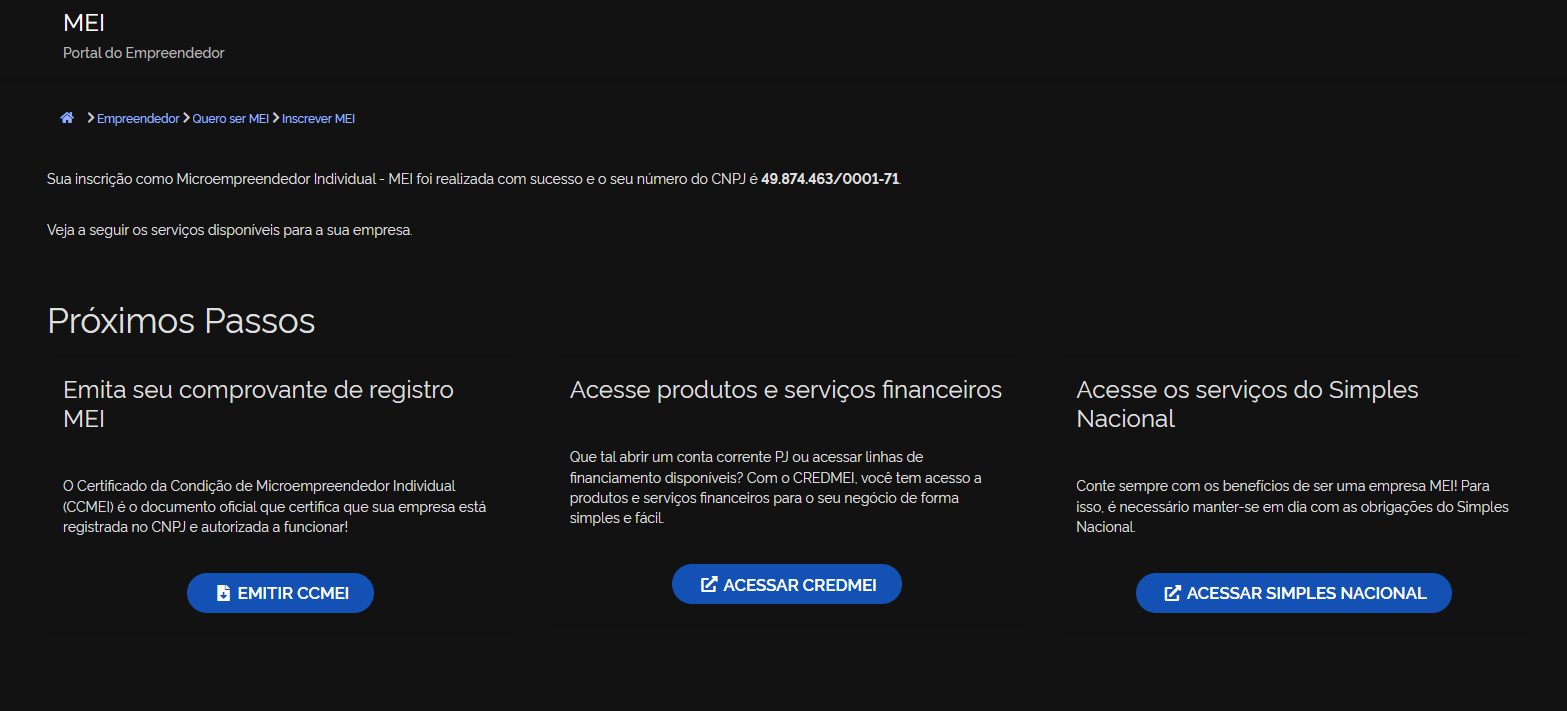 MEI
Portal do Empreendedor
Empreendedor Quero ser MEI Inscrever MEI
Sua inscrição como Microempreendedor Individual - MEI foi realizada com sucesso e o seu número do CNPJ é 49.874.463/0001-71.
Veja a seguir os serviços disponíveis para a sua empresa.
Próximos Passos
Emita seu comprovante de registro
MEI
O Certificado da Condição de Microempreendedor Individual
(CCMEI) é o documento oficial que certifica que sua empresa está
registrada no CNPJ e autorizada a funcionar!
EMITIR CCMEI
Acesse produtos e serviços financeiros
Que tal abrir um conta corrente PJ ou acessar linhas de
financiamento disponíveis? Com o CREDMEI, você tem acesso a
produtos e serviços financeiros para o seu negócio de forma
simples e fácil.
ACESSAR CREDMEI
Acesse os serviços do Simples
Nacional
Conte sempre com os benefícios de ser uma empresa MEI! Para
isso, é necessário manter-se em dia com as obrigações do Simples
Nacional.
ACESSAR SIMPLES NACIONAL